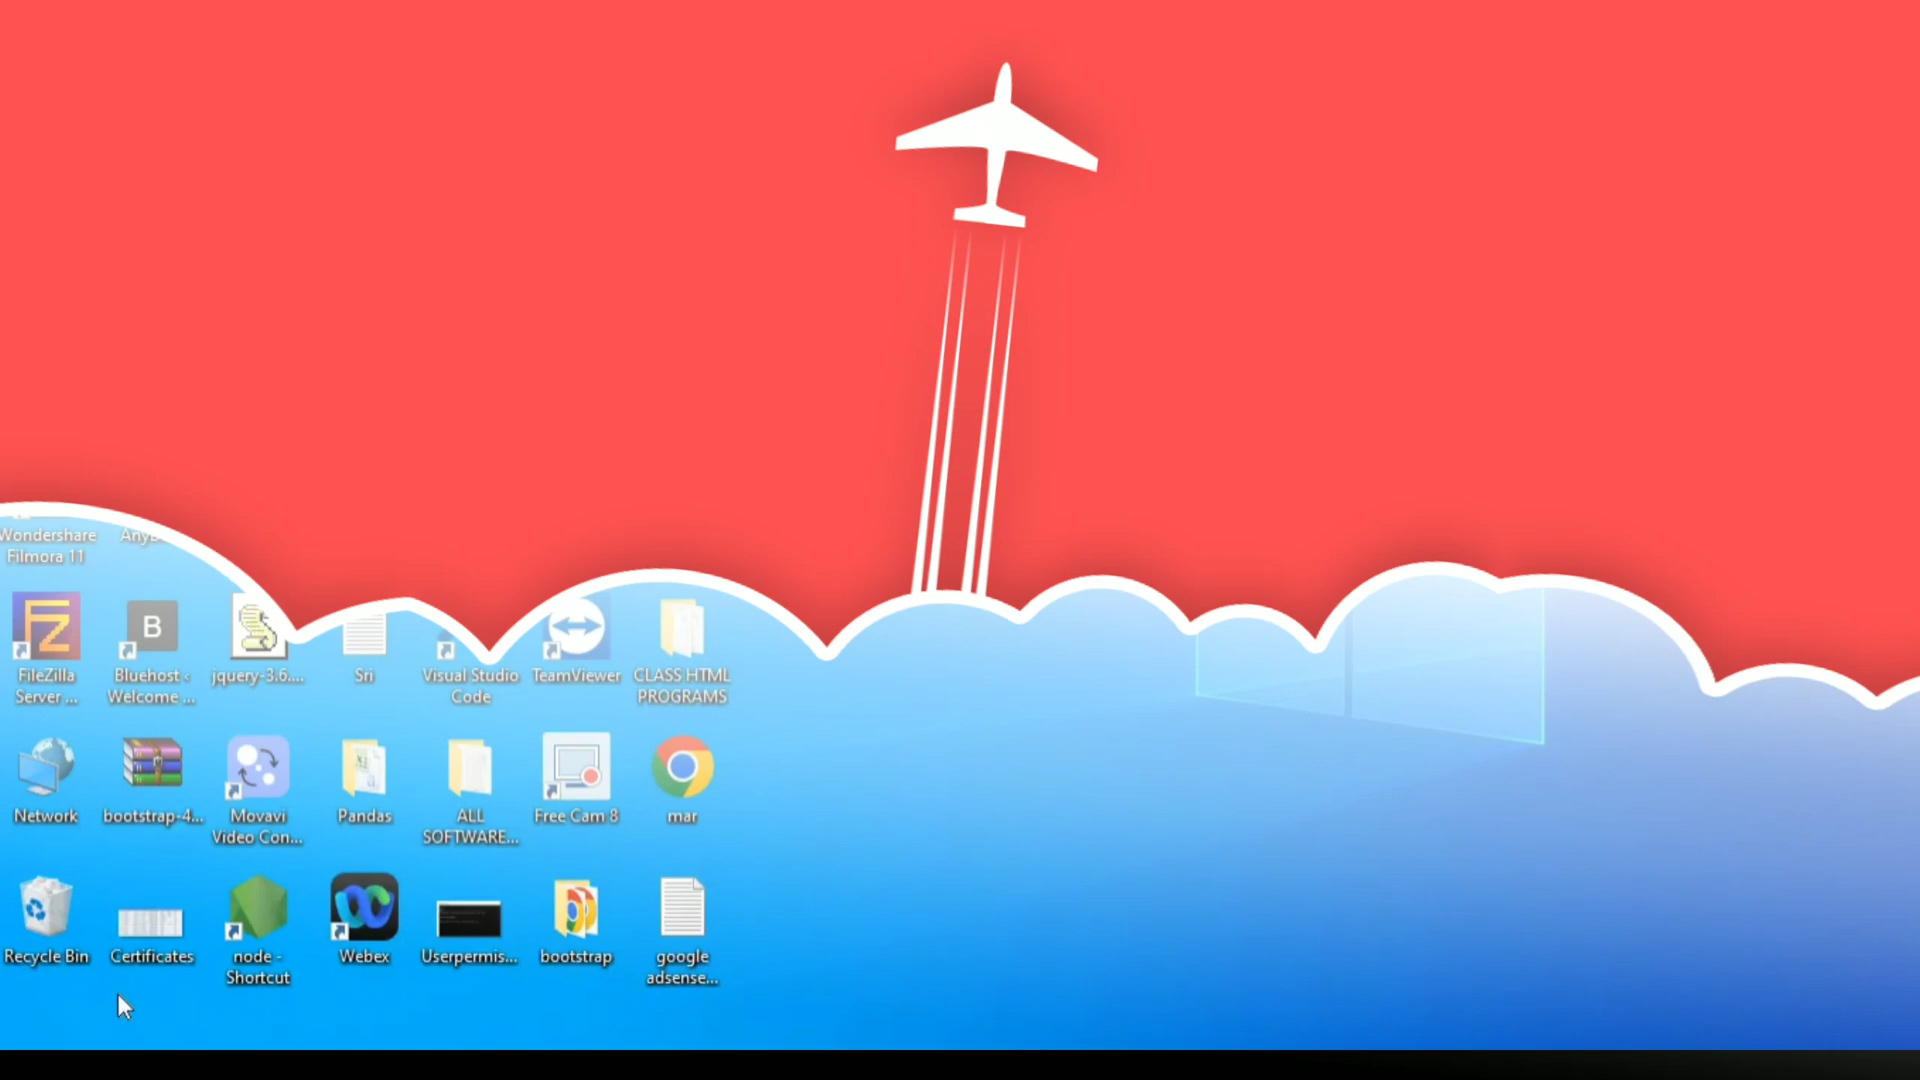 Wondershare
Filmora 11
FZ
B
FileZilla
Server ...
Bluehost ‹
Welcome ...
jquery-3.6....
Sri
Visual Studio
Code
TeamViewer
CLASS HTML
PROGRAMS
Network
bootstrap-4...
Movavi
Video Con...
Pandas
ALL
SOFTWARE...
Free Cam 8
mar
Recycle Bin
Certificates
node -
Shortcut
Webex
Userpermis...
bootstrap
google
adsense...